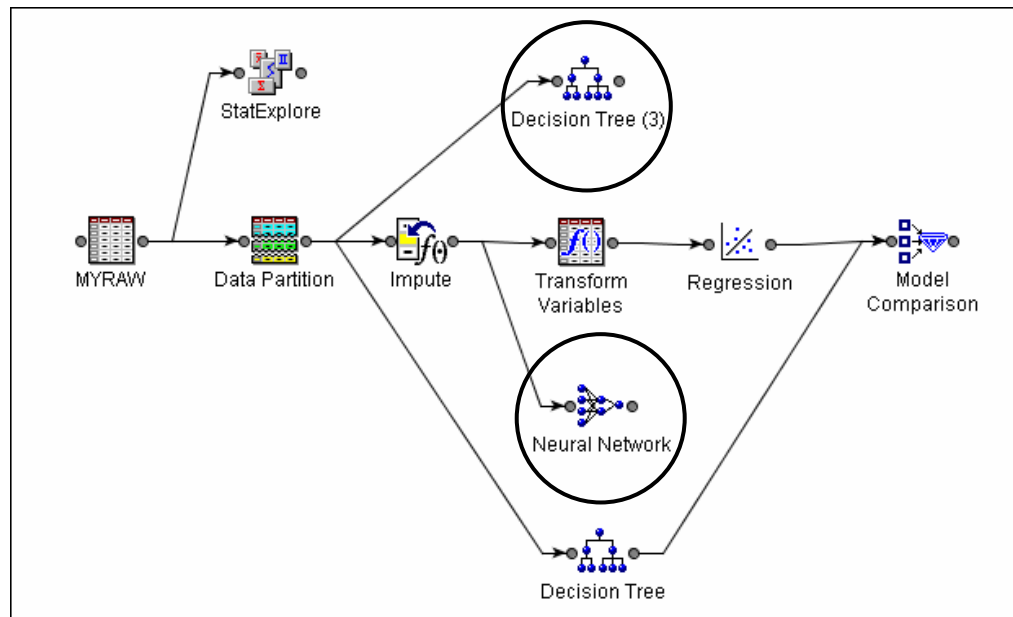 StatExplore
Decision Tree (3)
MYRAW
Data Partition
Impute
Transform
Variables
Regression
Model
Comparison
Neural Network
Decision Tree